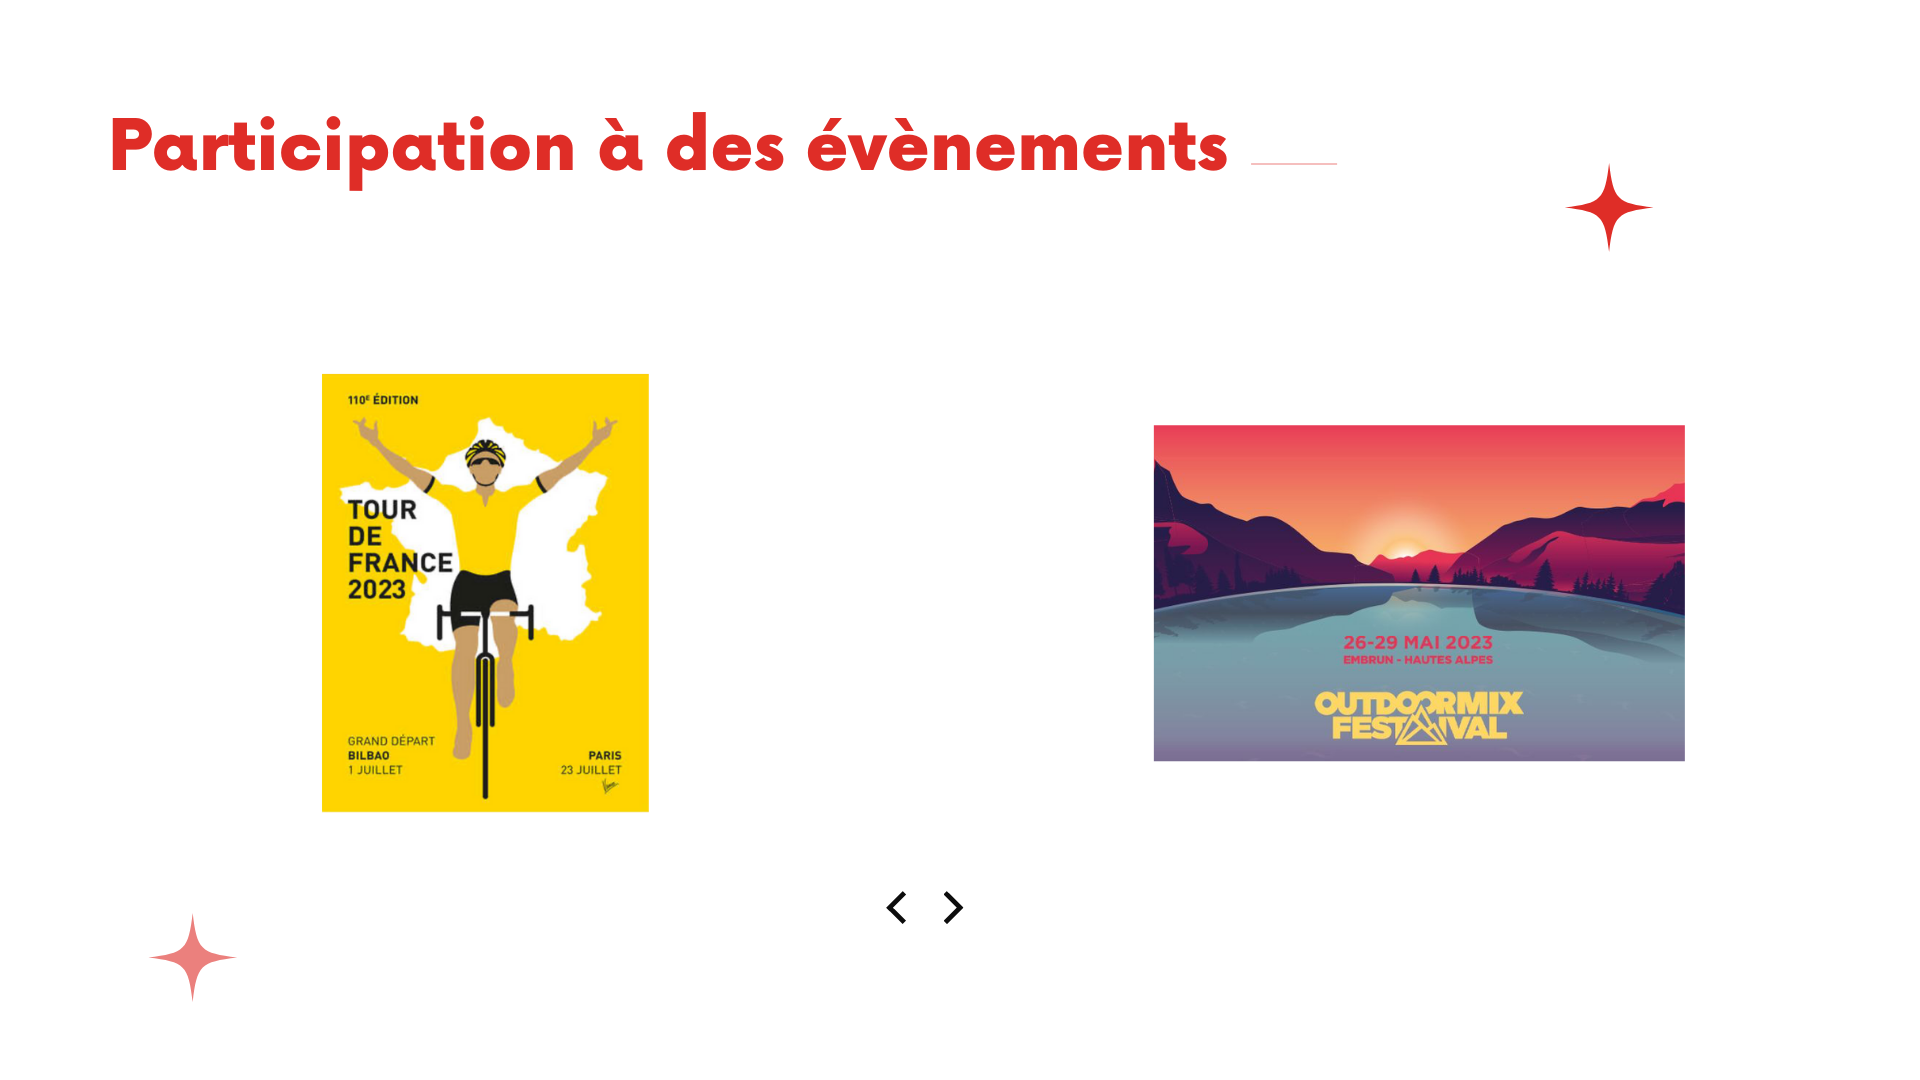 Participation à des évènements
110E ÉDITION
TOUR
DE
FRANCE
2023
GRAND DÉPART
BILBAO
1 JUILLET
PARIS
23 JUILLET
26-29 MAI 2023
EMBRUN - HAUTES ALPES
OUTDOORMIX
FESTIVAL